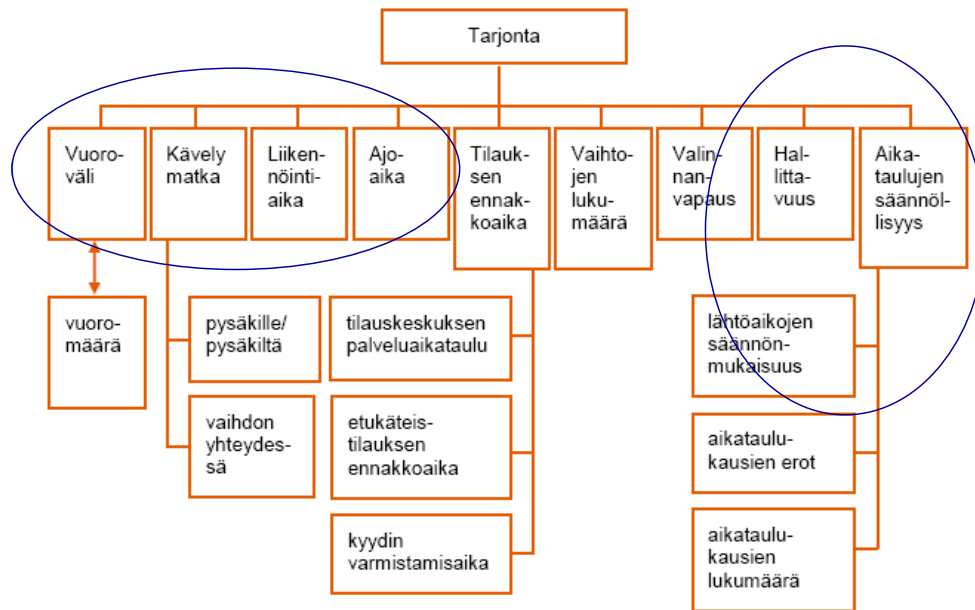 Tarjonta
Vuoro-
väli
Kävely
matka
Liiken-
nöinti-
aika
Ajo-
aika
Tilauk-
sen
ennak-
koaika
Vaihto-
jen
luku-
määrä
Valin-
nan-
vapaus
Hal-
littta-
vuus
Aika-
taulujen
säännöl-
lisyys
vuoro-
määrä
pysäkille/
pysäkiltä
vaihdon
yhteydes-
sä
tilauskeskuksen
palveluaikataulu
etukäteis-
tilauksen
ennakkoaika
kyydin
varmistamisaika
lähtöaikojen
säännön-
mukaisuus
aikataulu-
kausien erot
aikataulu-
kausien
lukumäärä